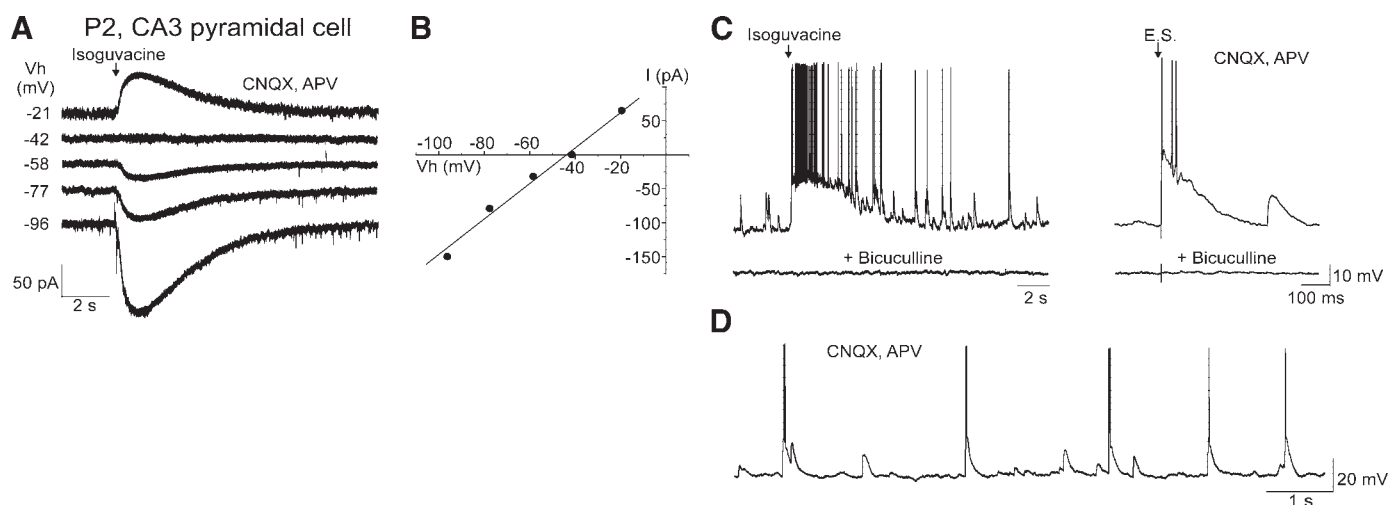 A
P2, CA3 pyramidal cell
Isoguvacine
Vh
(mV)
CNQX, APV
-21
-42
-58
-77
-96
50 pA
2 s
B
I (pA)
50
-100 -80 -60
Vh (mV)
-40 -20
-50
-100
-150
C
Isoguvacine
E.S.
CNQX, APV
+ Bicuculline
+ Bicuculline
10 mV
2 s
100 ms
D
CNQX, APV
20 mV
1 s